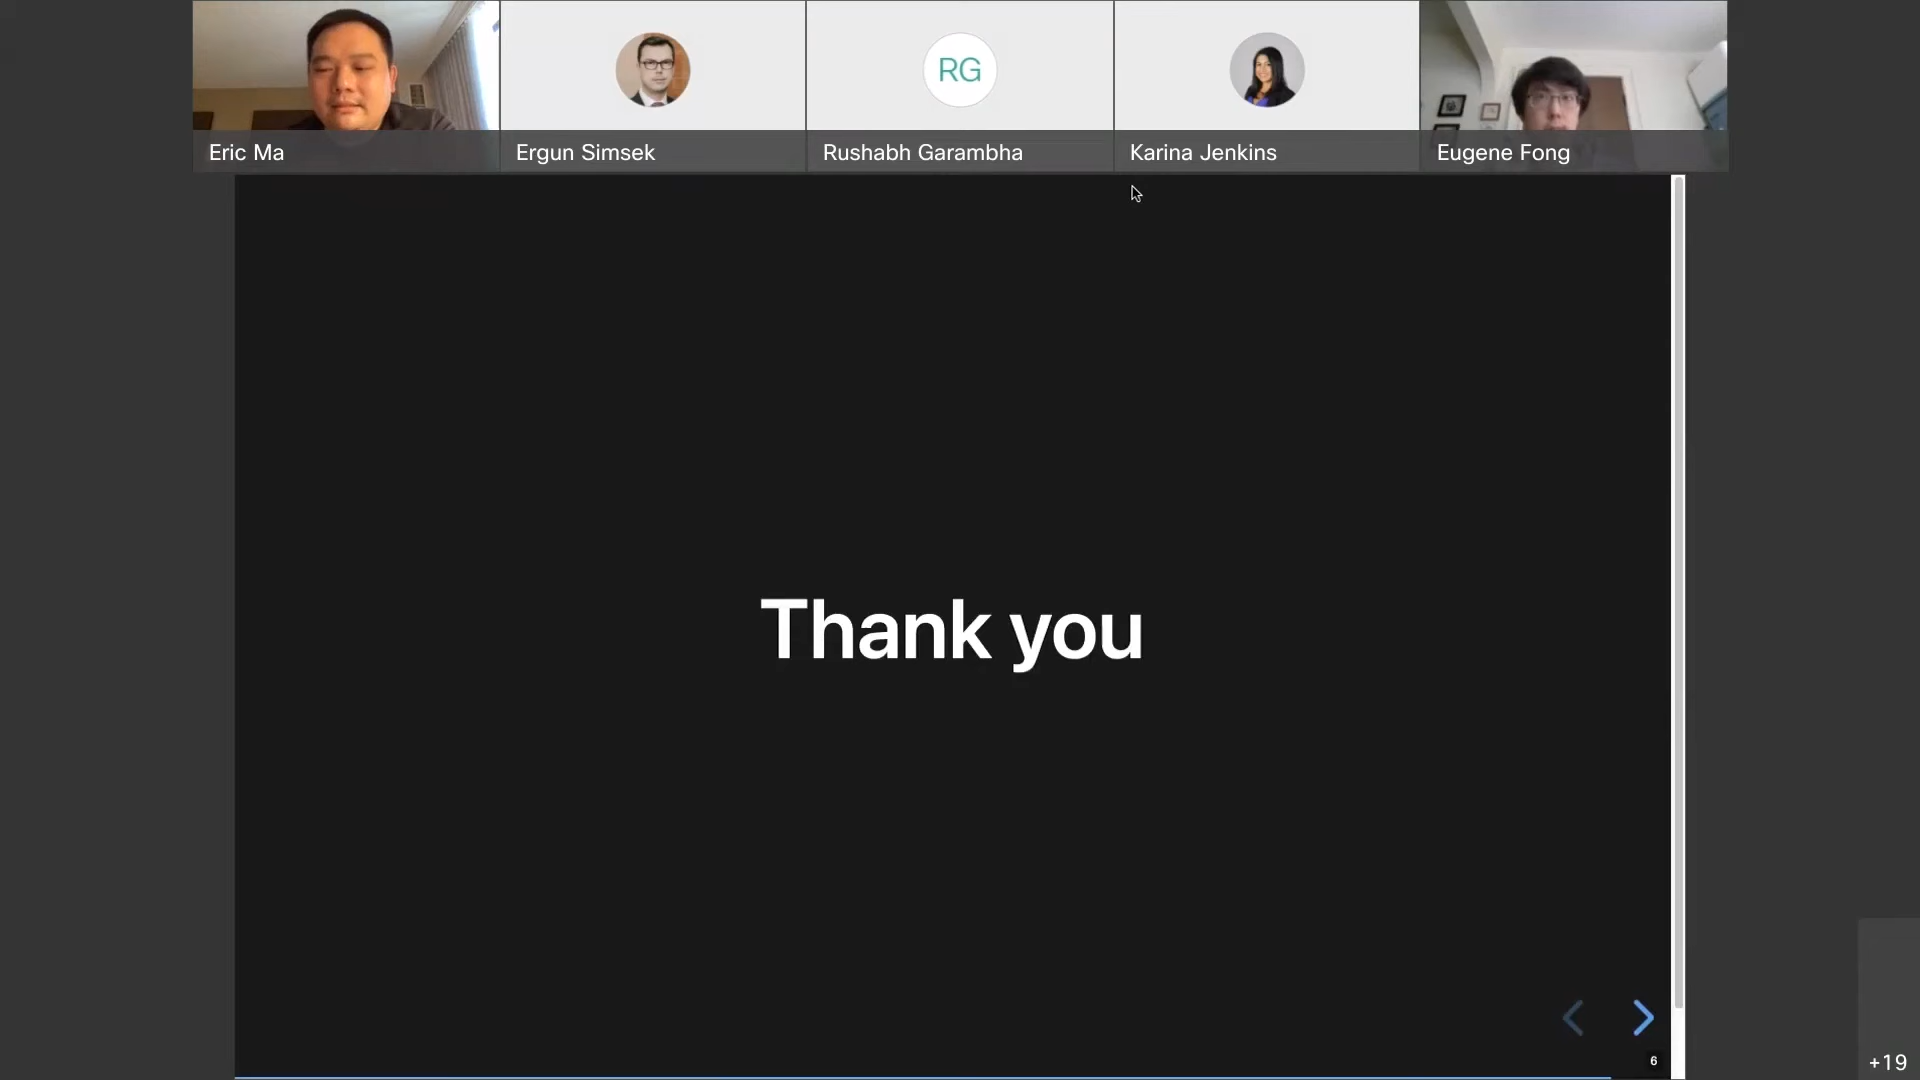 RG
Eric Ma
Ergun Simsek
Rushabh Garambha
Karina Jenkins
Eugene Fong
Thank you
6
+19